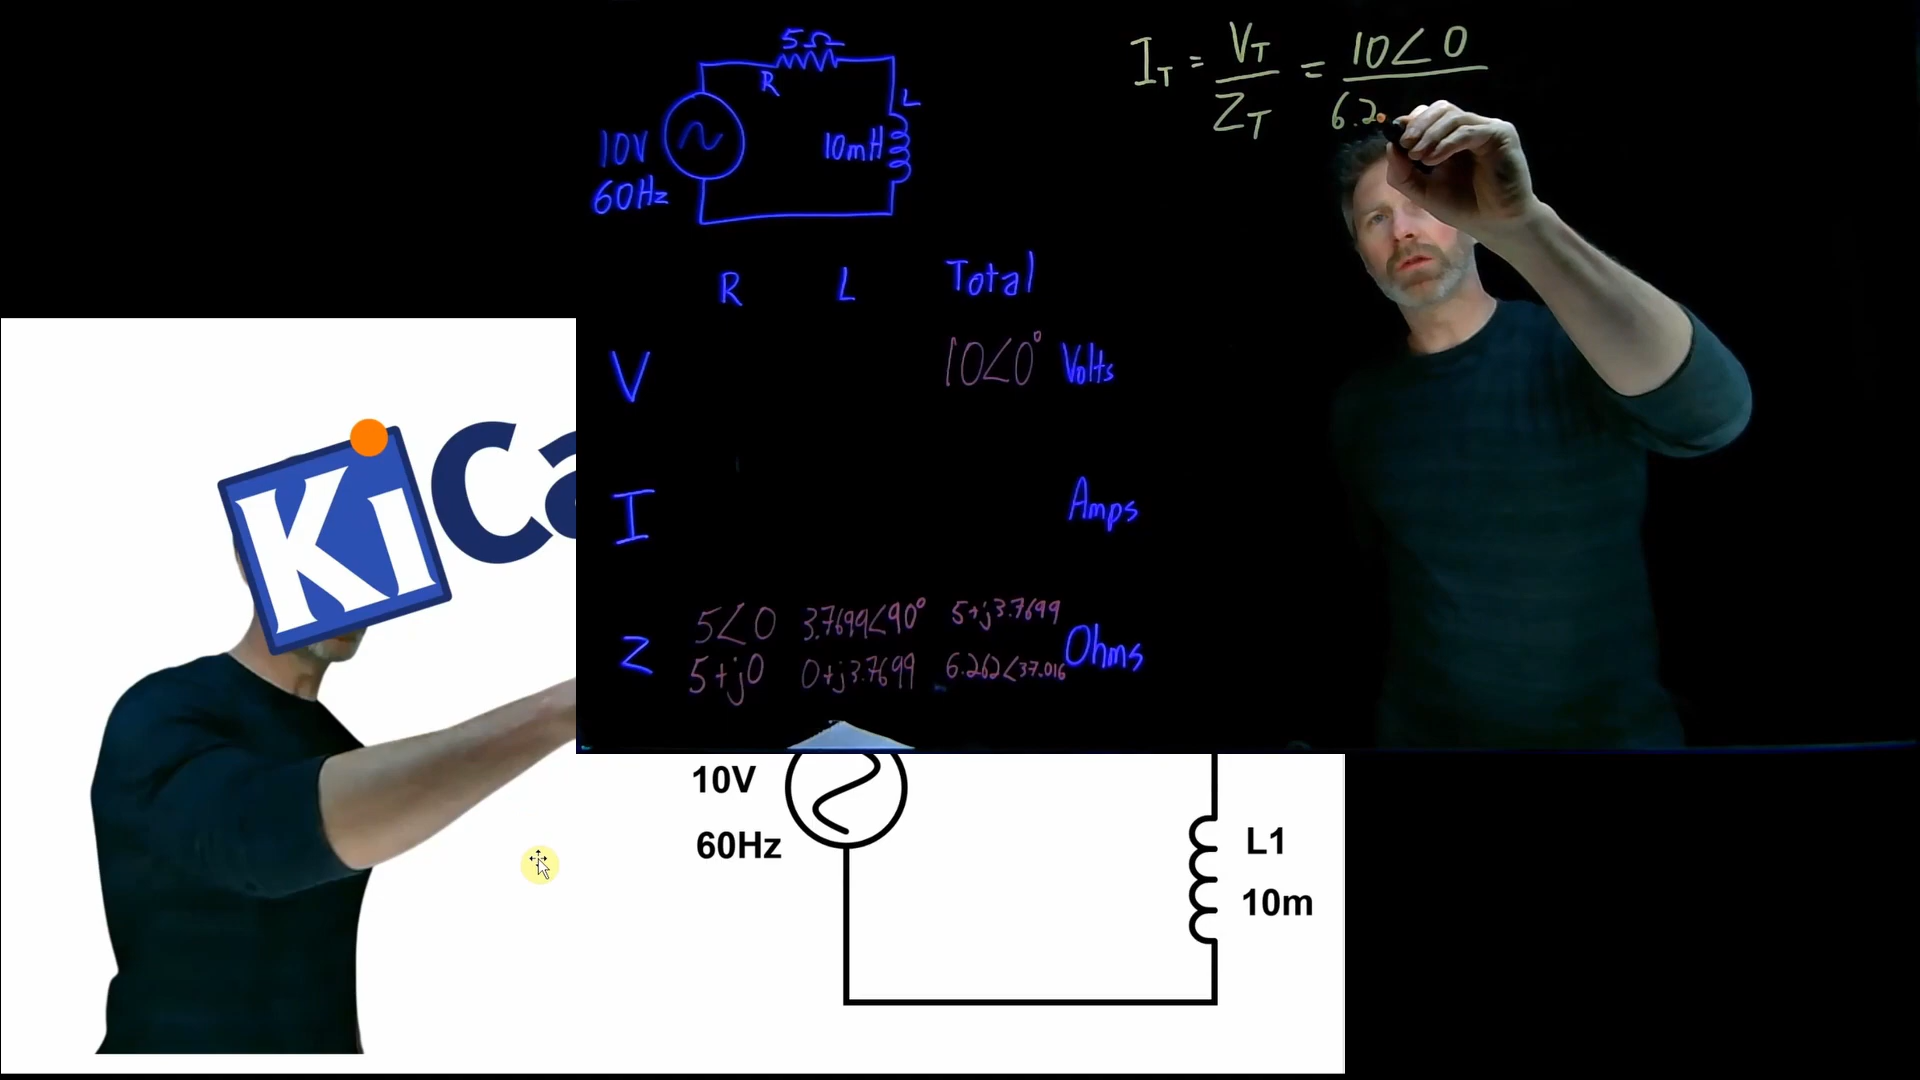 5Ω
R
L
10V
10mH
60Hz
I_T = V_T / Z_T = 10∠0 / 6.2
R L Total
V 10∠0° Volts
I Amps
Z 5∠0 3.7699∠90° 5+j3.7699 Ohms
5+j0 0+j3.7699 6.262∠37.016
KiCa
10V
60Hz
L1
10m